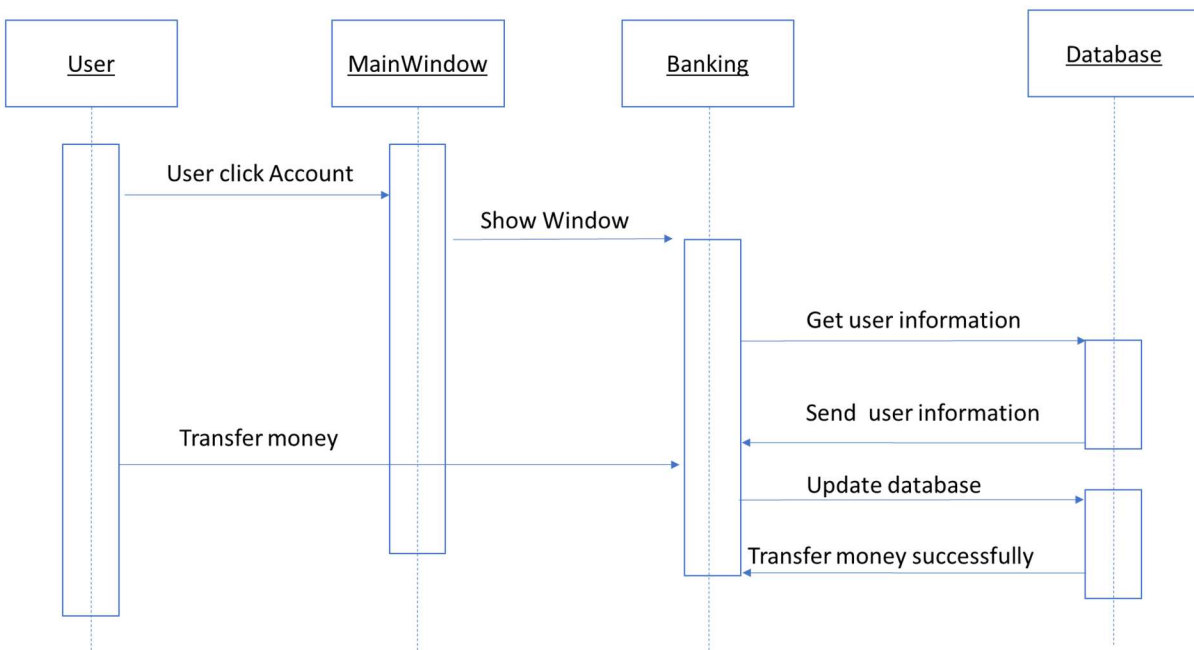 User
MainWindow
Banking
Database
User click Account
Show Window
Get user information
Send  user information
Transfer money
Update database
Transfer money successfully